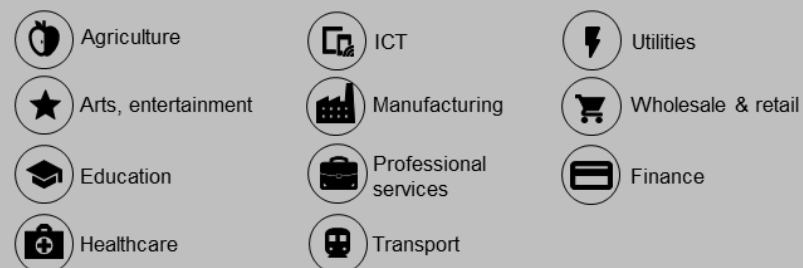 Agriculture
ICT
Utilities
Arts, entertainment
Manufacturing
Wholesale & retail
Education
Professional
services
Finance
Healthcare
Transport